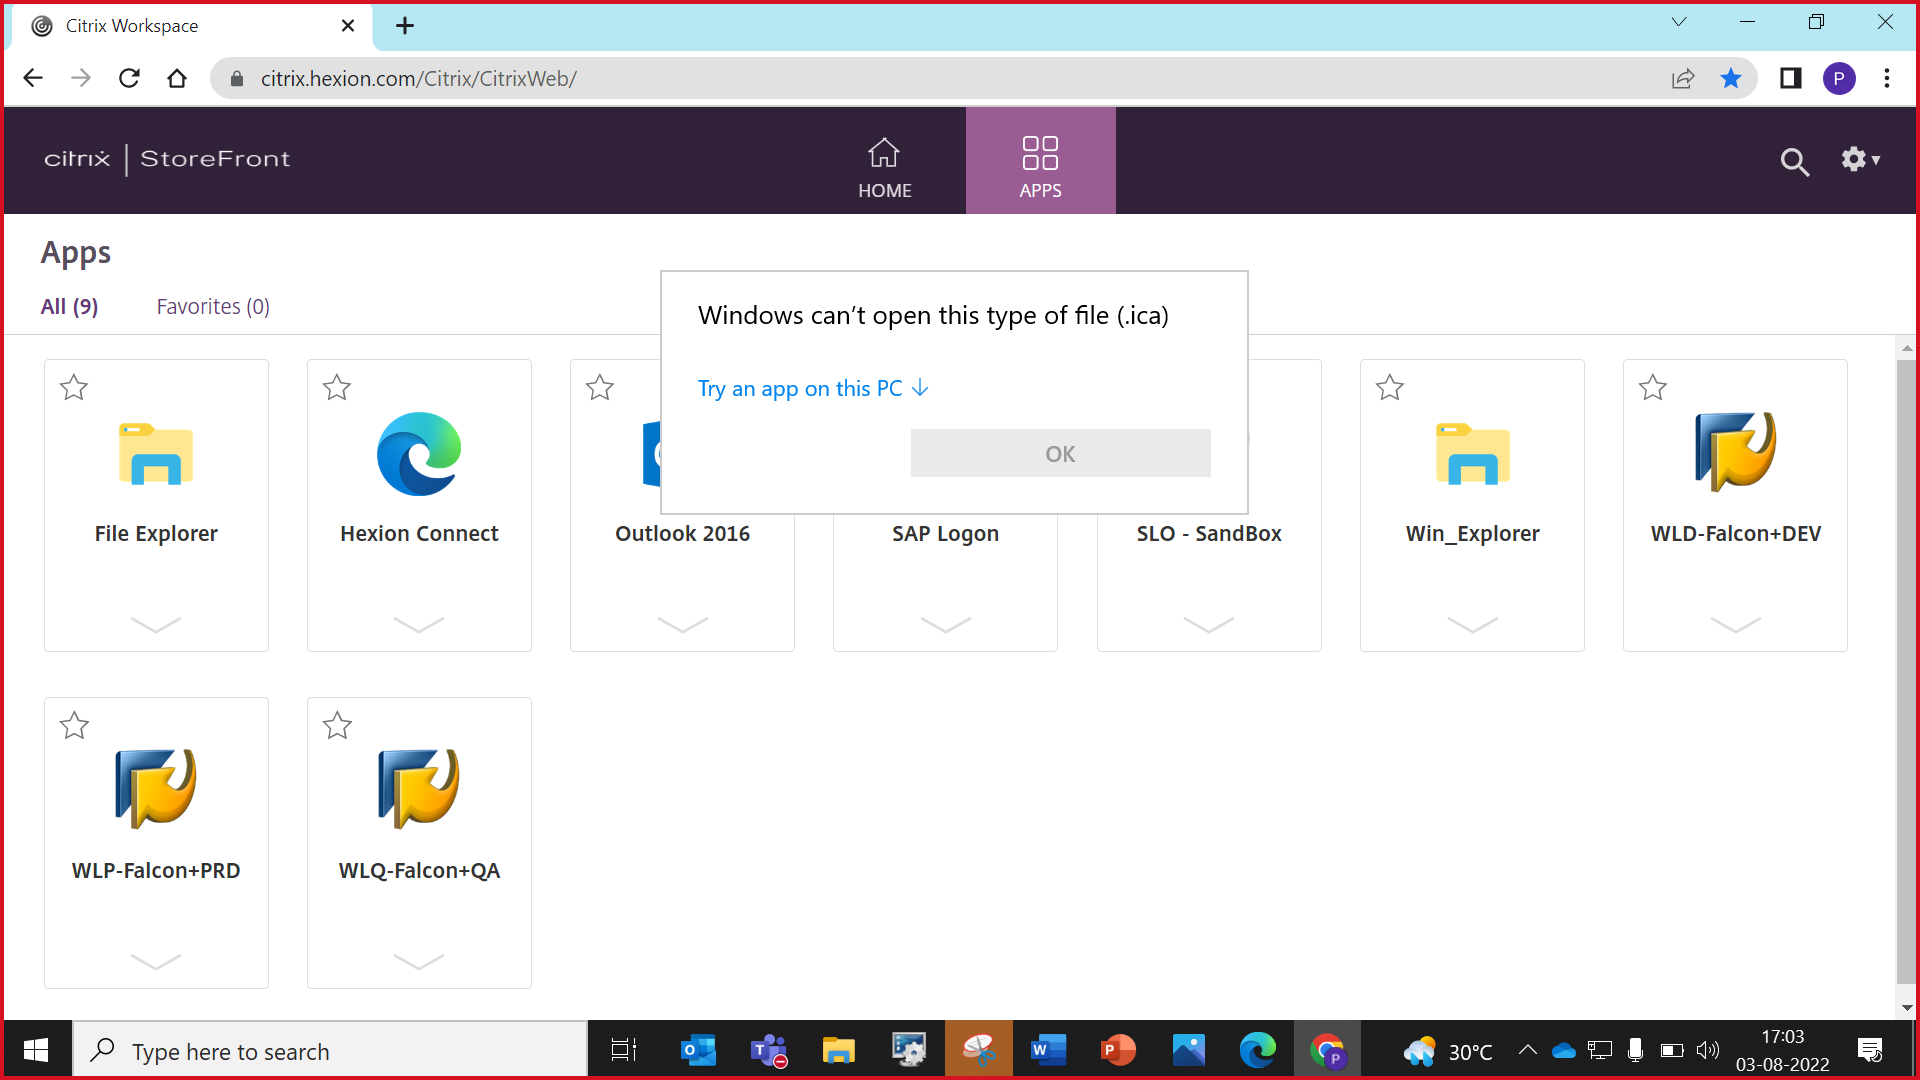 Citrix Workspace
citrix.hexion.com/Citrix/CitrixWeb/
P
citrix | StoreFront
HOME
APPS
Apps
All (9)
Favorites (0)
Windows can’t open this type of file (.ica)
Try an app on this PC
OK
File Explorer
Hexion Connect
Outlook 2016
SAP Logon
SLO - SandBox
Win_Explorer
WLD-Falcon+DEV
WLP-Falcon+PRD
WLQ-Falcon+QA
Type here to search
30°C
17:03
03-08-2022